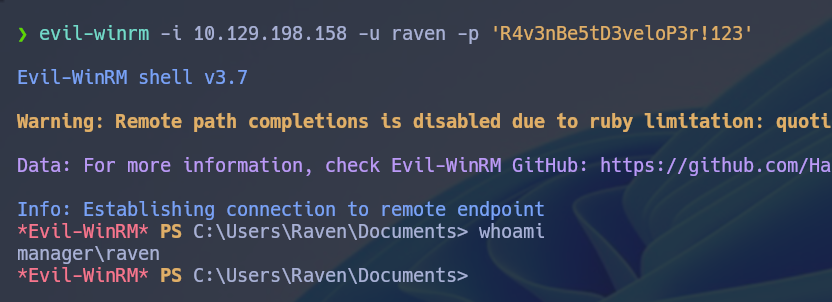 ❯ evil-winrm -i 10.129.198.158 -u raven -p 'R4v3nBe5tD3veloP3r!123'
Evil-WinRM shell v3.7
Warning: Remote path completions is disabled due to ruby limitation: quoti
Data: For more information, check Evil-WinRM GitHub: https://github.com/Ha
Info: Establishing connection to remote endpoint
*Evil-WinRM* PS C:\Users\Raven\Documents> whoami
manager\raven
*Evil-WinRM* PS C:\Users\Raven\Documents>